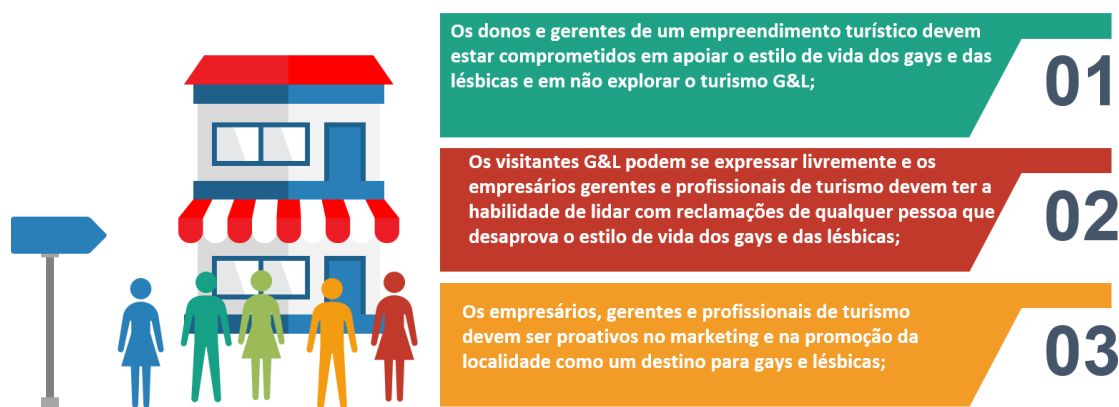 Os donos e gerentes de um empreendimento turístico devem
estar comprometidos em apoiar o estilo de vida dos gays e das
lésbicas e em não explorar o turismo G&L;
01
Os visitantes G&L podem se expressar livremente e os
empresários gerentes e profissionais de turismo devem ter a
habilidade de lidar com reclamações de qualquer pessoa que
desaprova o estilo de vida dos gays e das lésbicas;
02
Os empresários, gerentes e profissionais de turismo
devem ser proativos no marketing e na promoção da
localidade como um destino para gays e lésbicas;
03